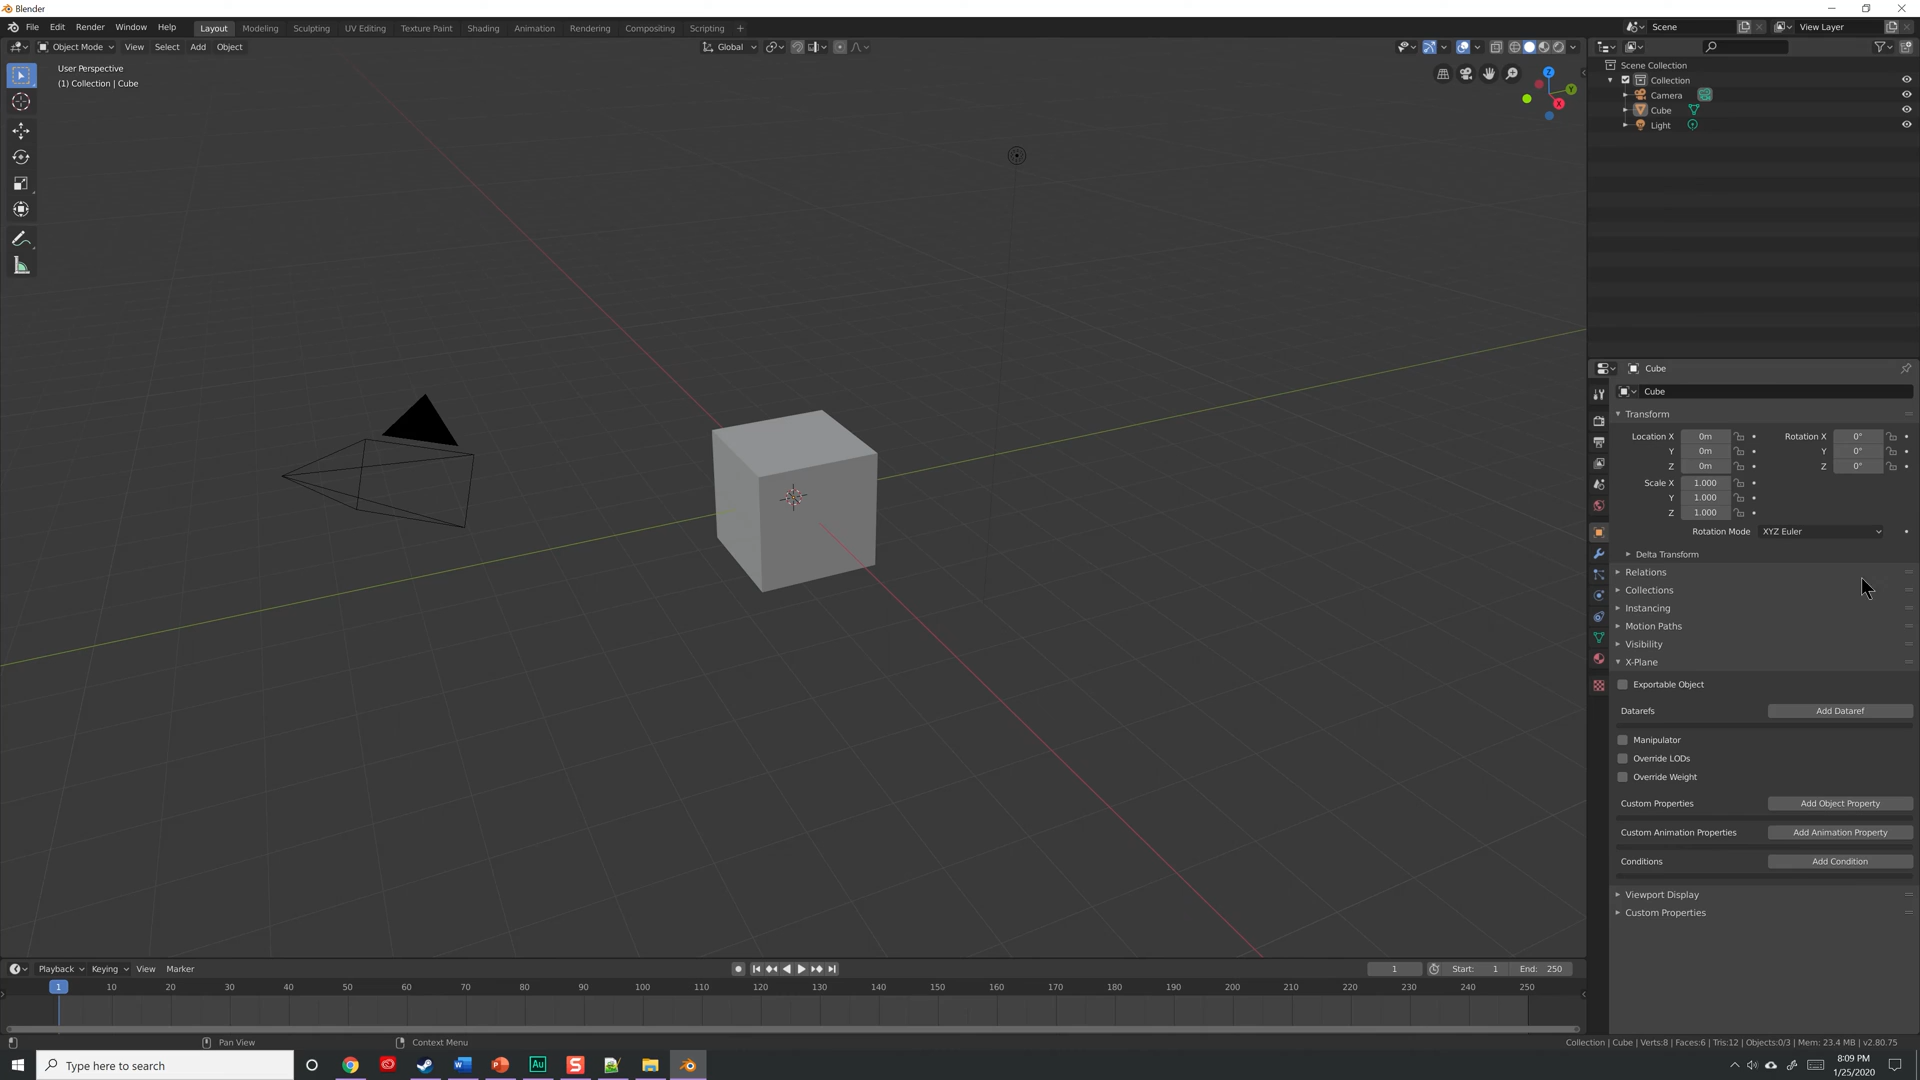 Blender
File Edit Render Window Help Layout Modeling Sculpting UV Editing Texture Paint Shading Animation Rendering Compositing Scripting + Scene View Layer
Object Mode View Select Add Object Global
User Perspective
(1) Collection | Cube
Z
Y
X
Scene Collection
Collection
Camera
Cube
Light
Cube
Cube
Transform
Location X 0m Rotation X 0°
Y 0m Y 0°
Z 0m Z 0°
Scale X 1.000
Y 1.000
Z 1.000
Rotation Mode XYZ Euler
Delta Transform
Relations
Collections
Instancing
Motion Paths
Visibility
X-Plane
Exportable Object
Datarefs Add Dataref
Manipulator
Override LODs
Override Weight
Custom Properties Add Object Property
Custom Animation Properties Add Animation Property
Conditions Add Condition
Viewport Display
Custom Properties
Playback Keying View Marker 1 Start: 1 End: 250
1 10 20 30 40 50 60 70 80 90 100 110 120 130 140 150 160 170 180 190 200 210 220 230 240 250
Pan View Context Menu Collection | Cube | Verts:8 | Faces:6 | Tris:12 | Objects:0/3 | Mem: 23.4 MB | v2.80.75
Type here to search
Au
8:09 PM
1/25/2020